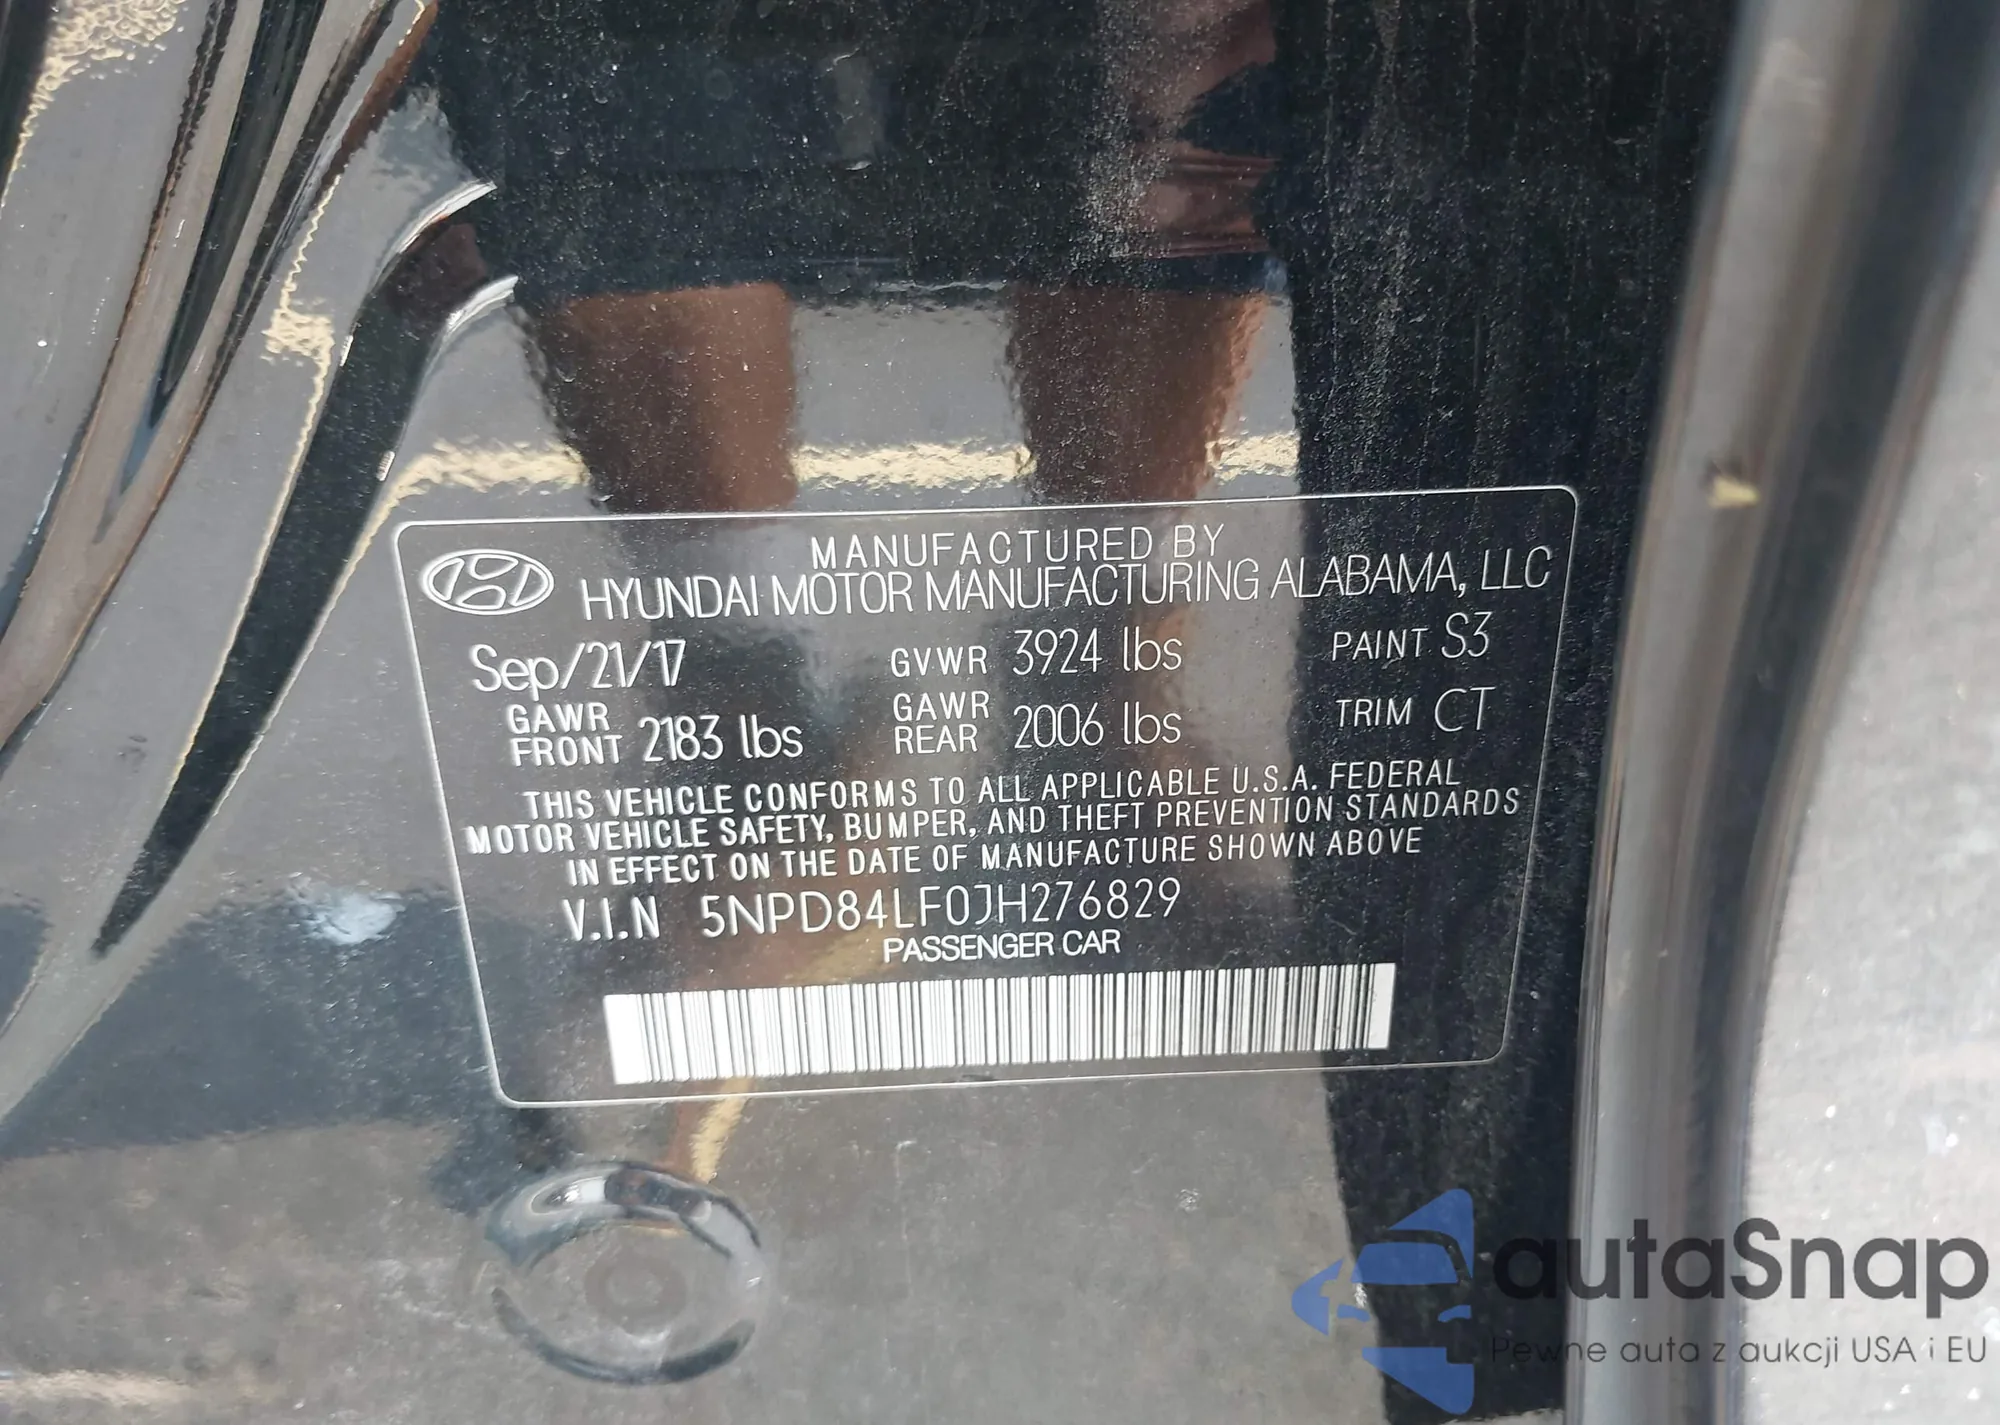 MANUFACTURED BY
HYUNDAI MOTOR MANUFACTURING ALABAMA, LLC
Sep/21/17 GVWR 3924 lbs PAINT S3
GAWR FRONT 2183 lbs GAWR REAR 2006 lbs TRIM CT
THIS VEHICLE CONFORMS TO ALL APPLICABLE U.S.A. FEDERAL
MOTOR VEHICLE SAFETY, BUMPER, AND THEFT PREVENTION STANDARDS
IN EFFECT ON THE DATE OF MANUFACTURE SHOWN ABOVE
V.I.N 5NPD84LF0JH276829
PASSENGER CAR
autaSnap
Pewne auta z aukcji USA i EU